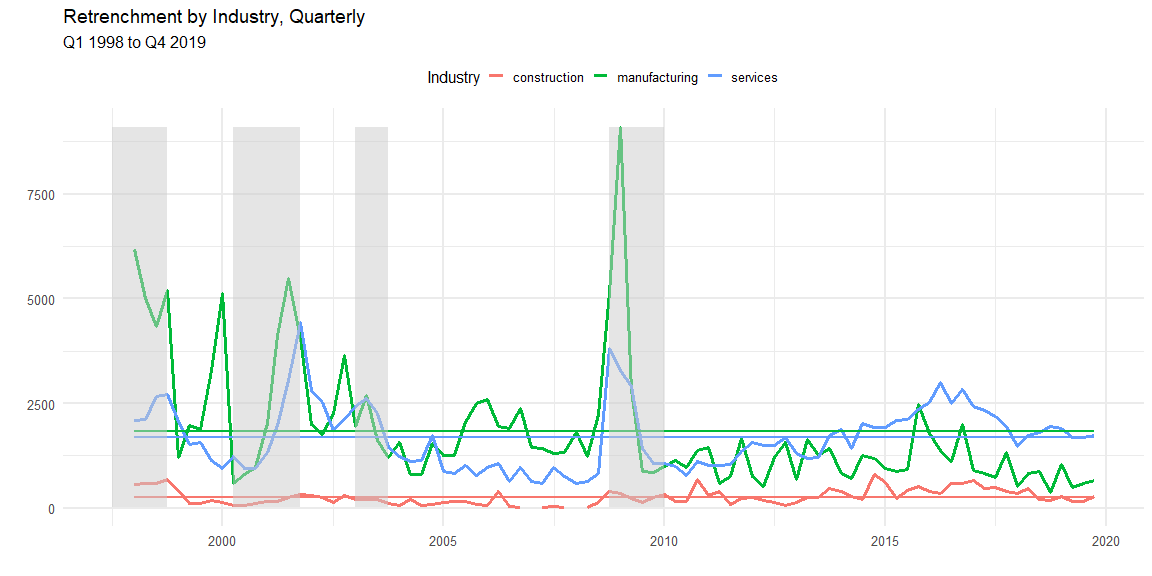 Retrenchment by Industry, Quarterly
Q1 1998 to Q4 2019
Industry construction manufacturing services
7500
5000
2500
0
2000 2005 2010 2015 2020